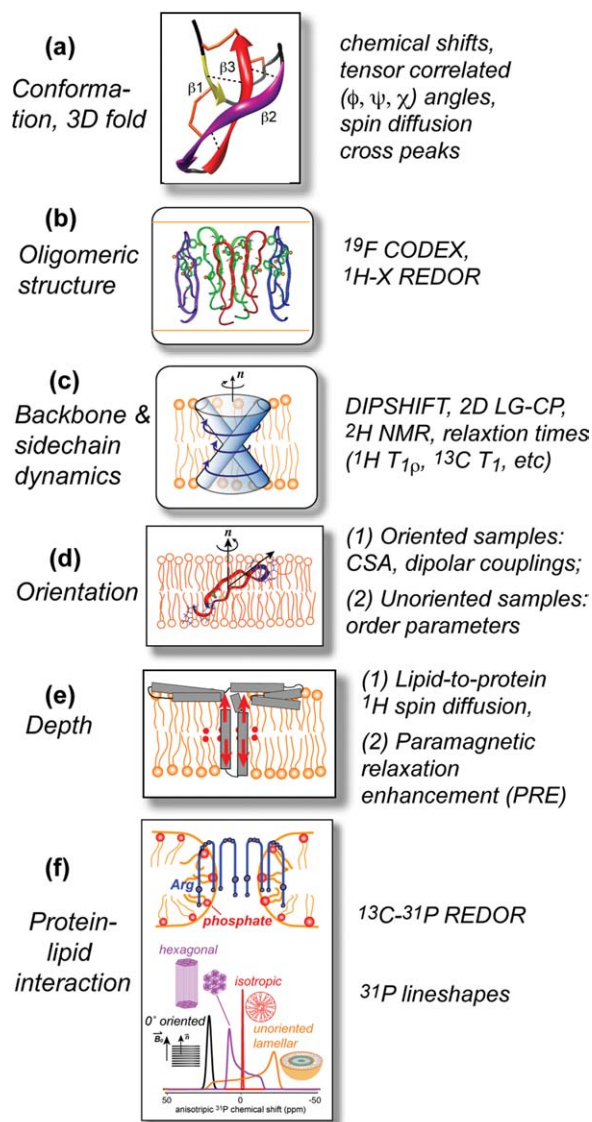 (a)
Conforma-
tion, 3D fold
β1
β3
β2
chemical shifts,
tensor correlated
(ϕ, ψ, χ) angles,
spin diffusion
cross peaks
(b)
Oligomeric
structure
19F CODEX,
1H-X REDOR
(c)
Backbone &
sidechain
dynamics
n
DIPSHIFT, 2D LG-CP,
2H NMR, relaxtion times
(1H T1ρ, 13C T1, etc)
(d)
Orientation
n
(1) Oriented samples:
CSA, dipolar couplings;
(2) Unoriented samples:
order parameters
(e)
Depth
(1) Lipid-to-protein
1H spin diffusion,
(2) Paramagnetic
relaxation
enhancement (PRE)
(f)
Protein-
lipid
interaction
Arg
phosphate
13C-31P REDOR
hexagonal
isotropic
0° oriented
unoriented
lamellar
B0 n
50 0 -50
anisotripic 31P chemical shift (ppm)
31P lineshapes